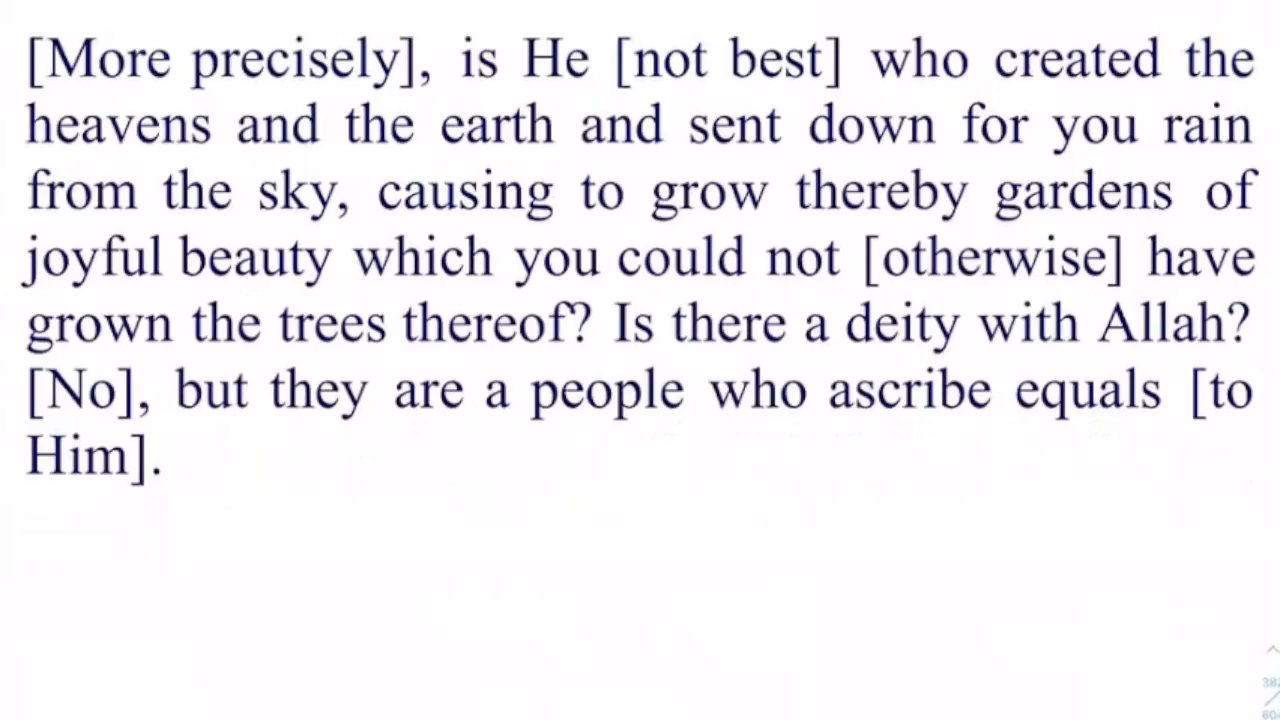 [More precisely], is He [not best] who created the
heavens and the earth and sent down for you rain
from the sky, causing to grow thereby gardens of
joyful beauty which you could not [otherwise] have
grown the trees thereof? Is there a deity with Allah?
[No], but they are a people who ascribe equals [to
Him].